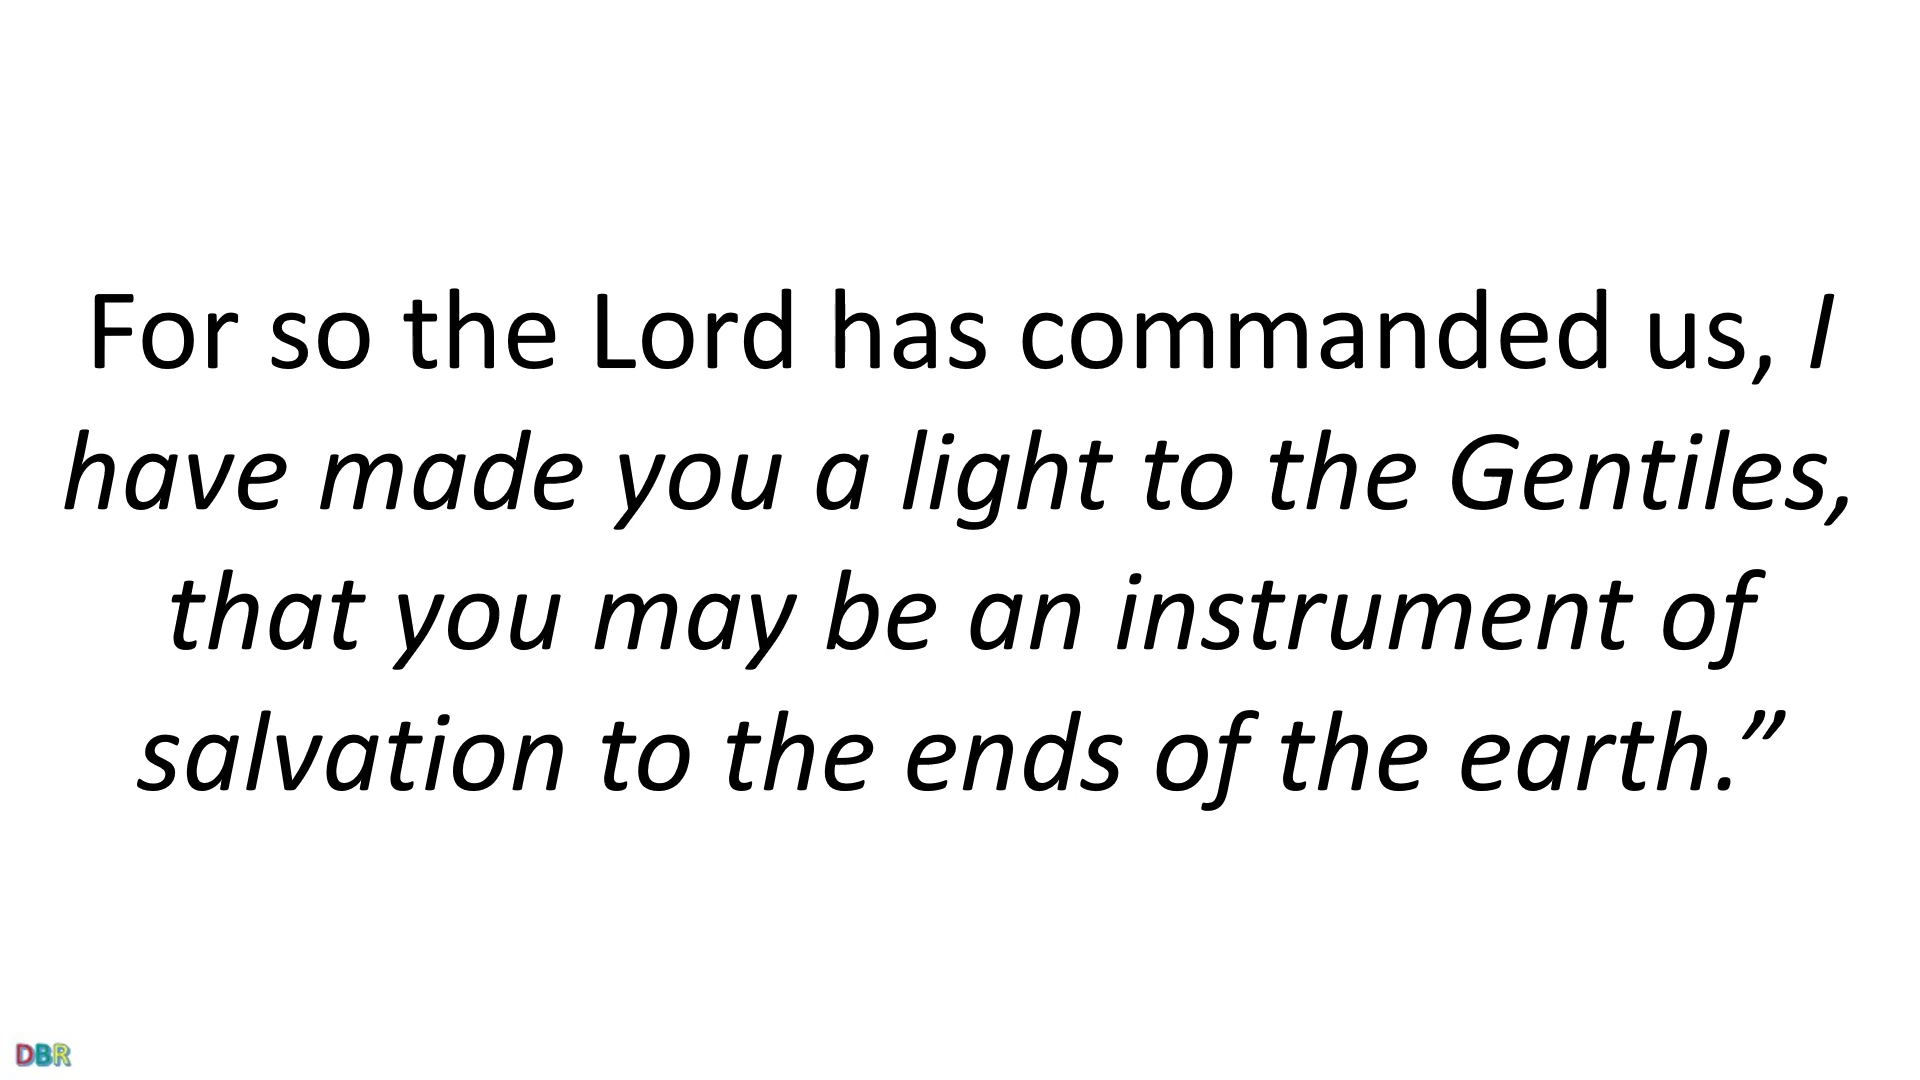 For so the Lord has commanded us, I
have made you a light to the Gentiles,
that you may be an instrument of
salvation to the ends of the earth.”
DBR